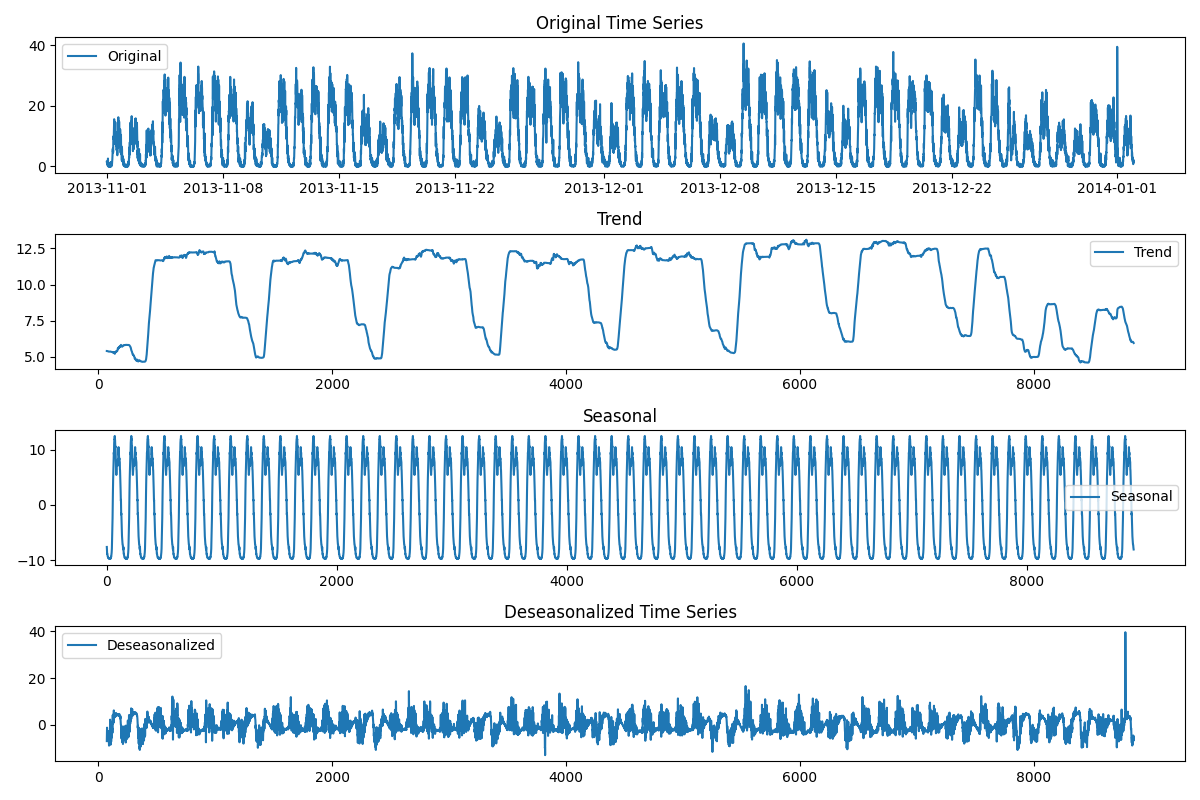 Original Time Series
40
Original
20
0
2013-11-01 2013-11-08 2013-11-15 2013-11-22 2013-12-01 2013-12-08 2013-12-15 2013-12-22 2014-01-01
Trend
12.5
Trend
10.0
7.5
5.0
0 2000 4000 6000 8000
Seasonal
10
0
Seasonal
−10
0 2000 4000 6000 8000
Deseasonalized Time Series
40
Deseasonalized
20
0
0 2000 4000 6000 8000